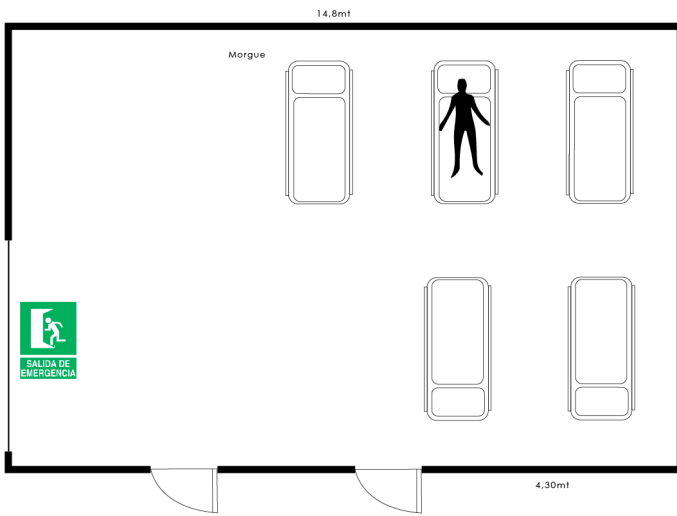 14,8mt
Morgue
SALIDA DE
EMERGENCIA
4,30mt